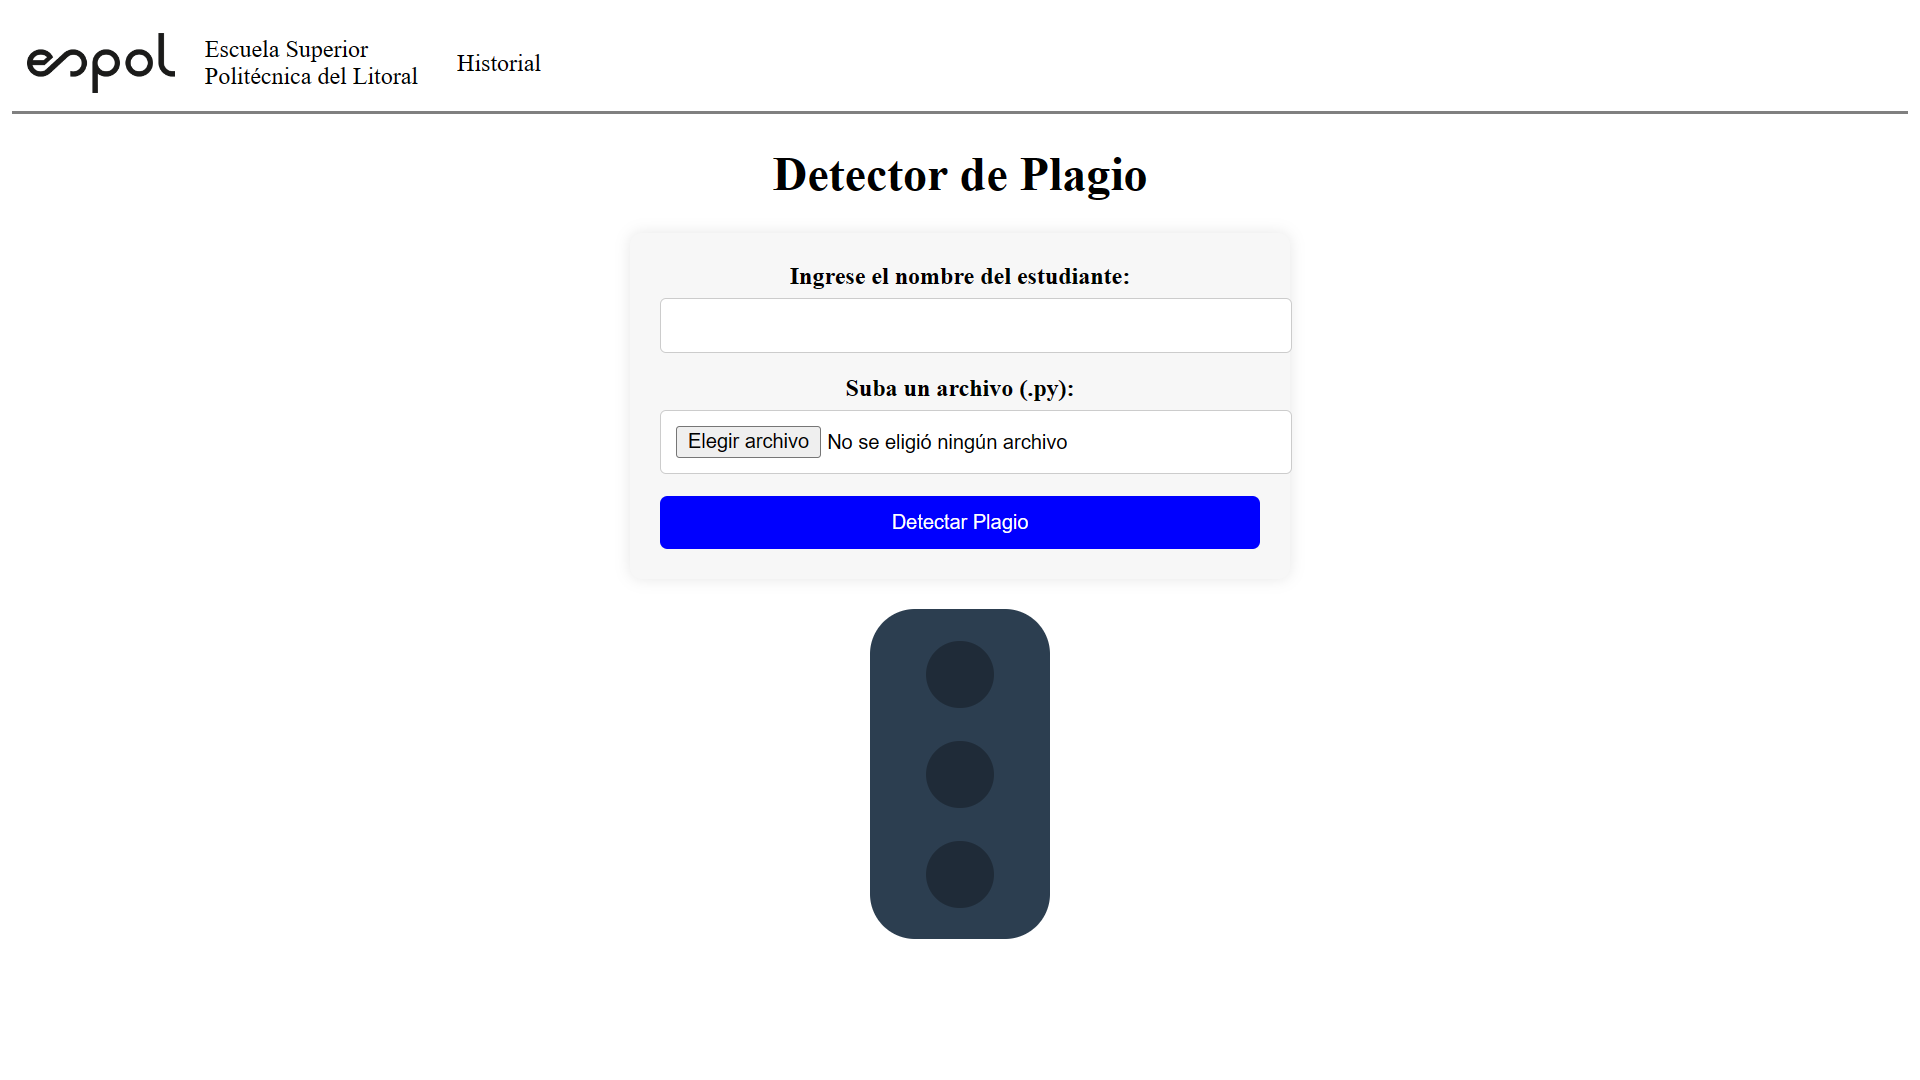 espol
Escuela Superior
Politécnica del Litoral
Historial
Detector de Plagio
Ingrese el nombre del estudiante:
Suba un archivo (.py):
Elegir archivo No se eligió ningún archivo
Detectar Plagio